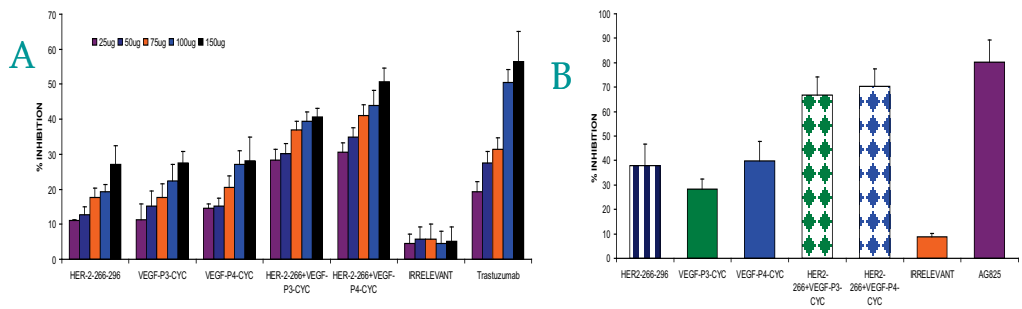 A
% INHIBITION
70
60
50
40
30
20
10
0
25ug 50ug 75ug 100ug 150ug
HER-2-266-296
VEGF-P3-CYC
VEGF-P4-CYC
HER-2-266+VEGF-
P3-CYC
HER-2-266+VEGF-
P4-CYC
IRRELEVANT
Trastuzumab
B
% INHIBITION
100
90
80
70
60
50
40
30
20
10
0
HER2-266-296
VEGF-P3-CYC
VEGF-P4-CYC
HER2-
266+VEGF-P3-
CYC
HER2-
266+VEGF-P4-
CYC
IRRELEVANT
AG825